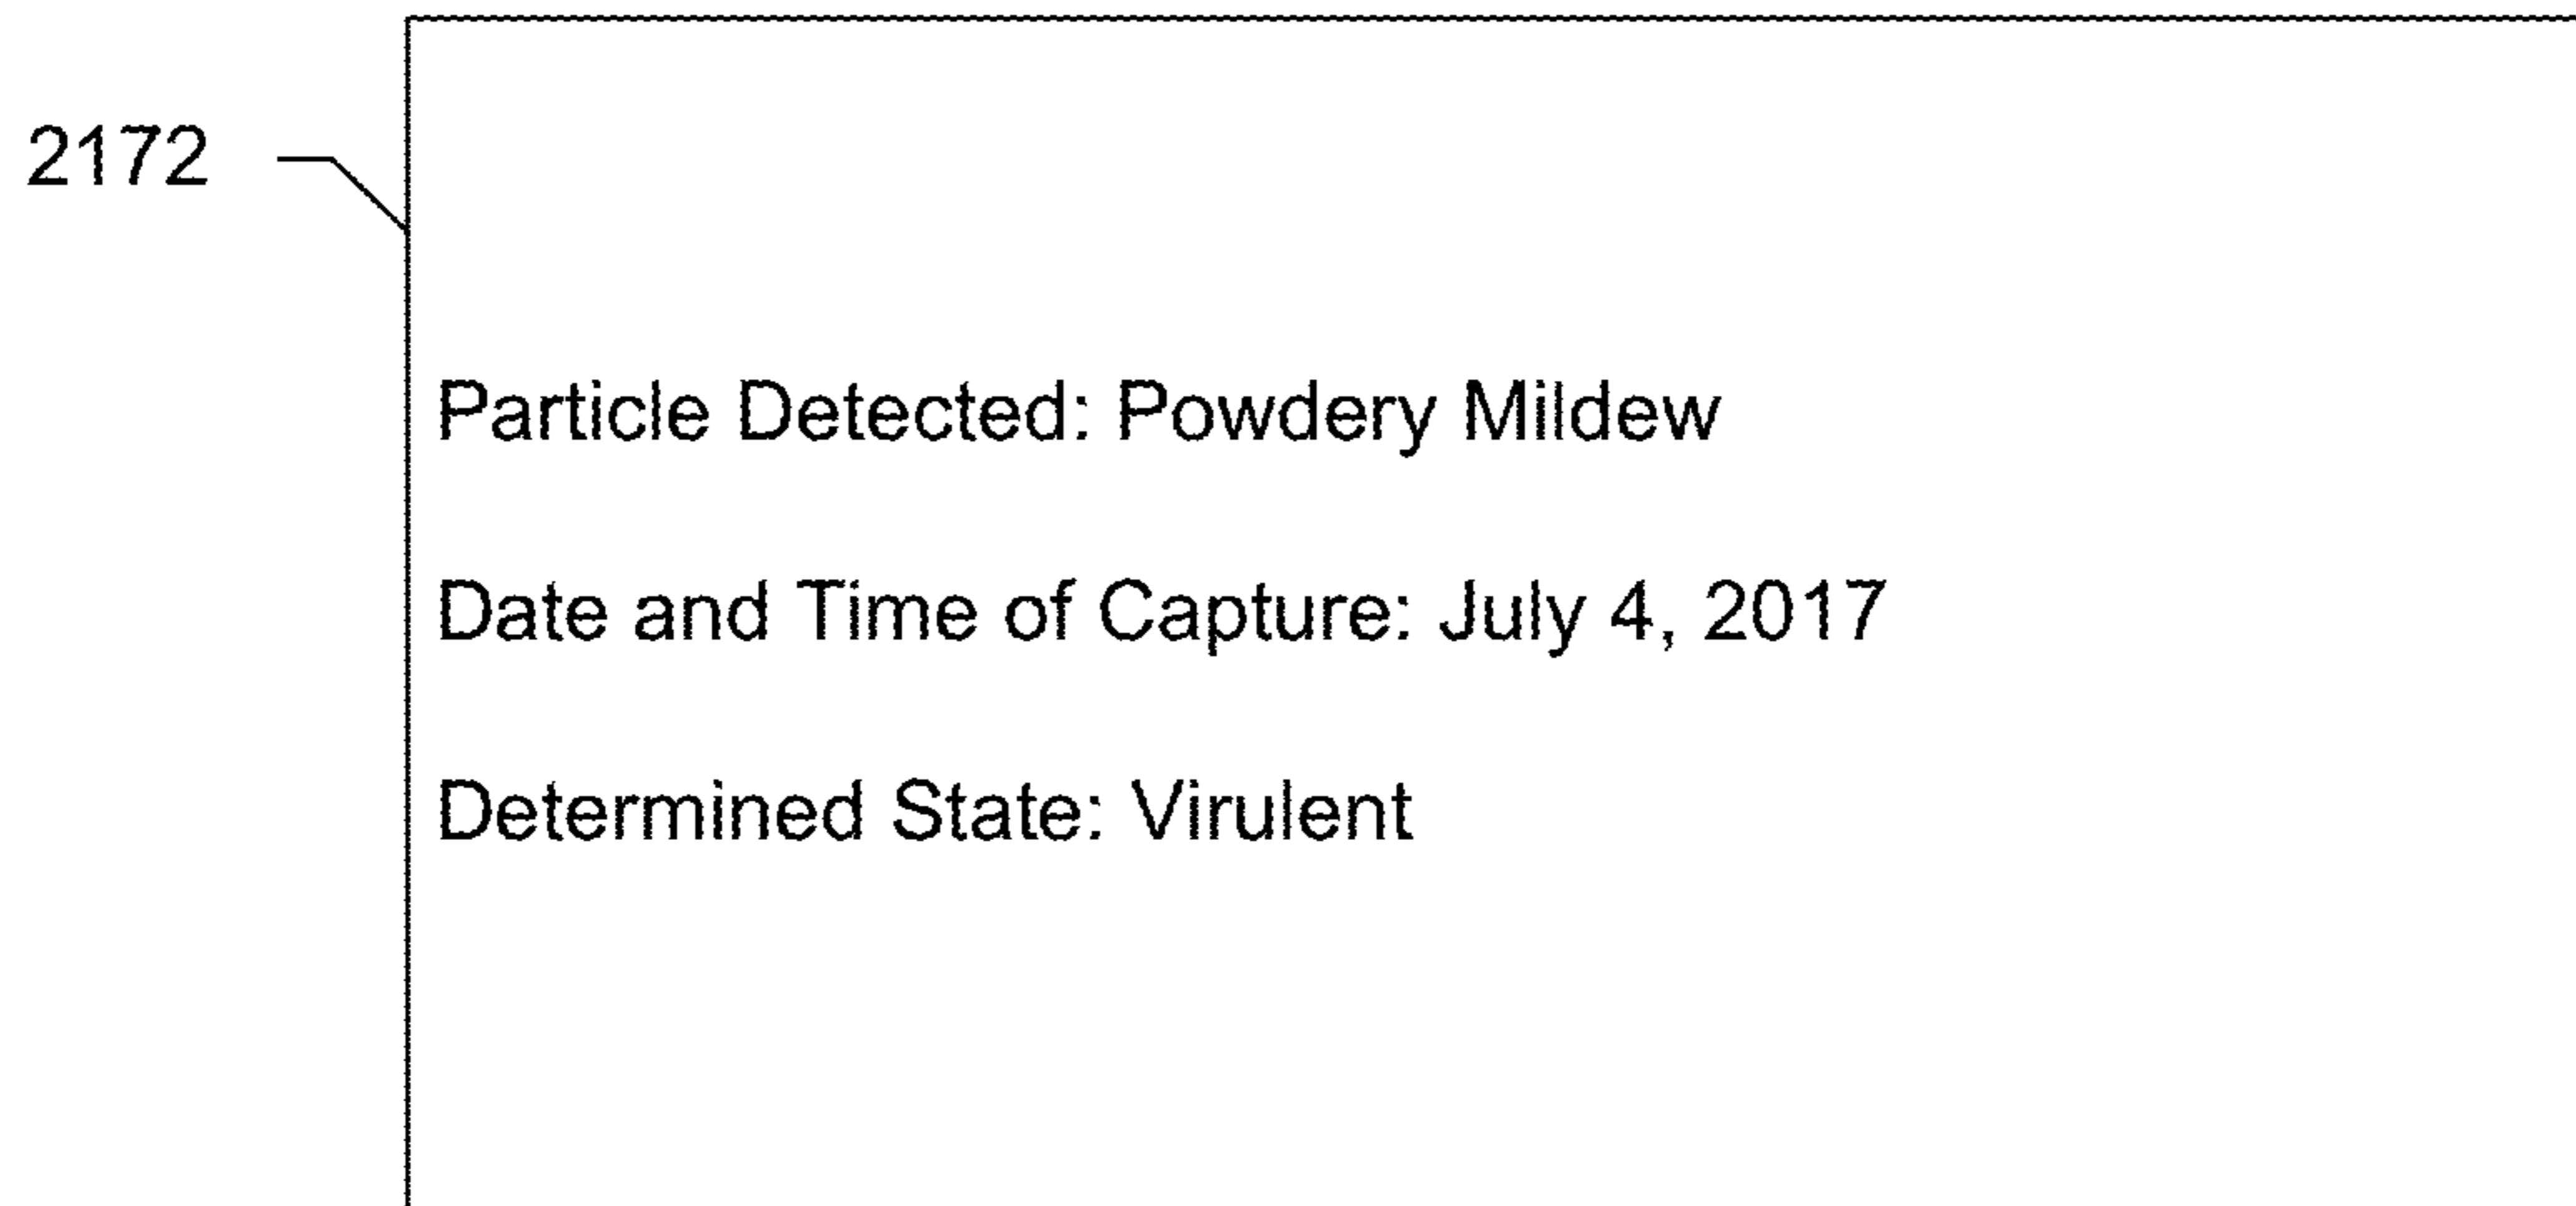 2172
Particle Detected: Powdery Mildew
Date and Time of Capture: July 4, 2017
Determined State: Virulent